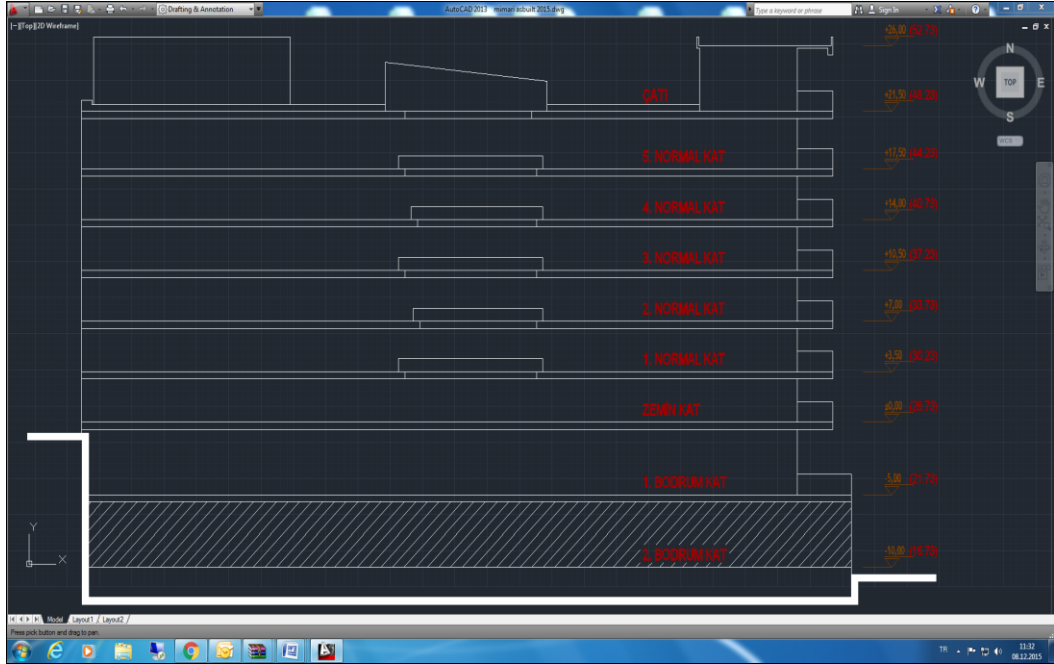 Drafting & Annotation
AutoCAD 2013 mimari asbuilt 2015.dwg
Type a keyword or phrase
Sign In
[−][Top][2D Wireframe]
+26,00 (52.73)
N
W TOP E
S
WCS
ÇATI +21,50 (48.23)
5. NORMAL KAT +17,50 (44.23)
4. NORMAL KAT +14,00 (40.73)
3. NORMAL KAT +10,50 (37.23)
2. NORMAL KAT +7,00 (33.73)
1. NORMAL KAT +3,50 (30.23)
ZEMİN KAT ±0,00 (26.73)
1. BODRUM KAT -5,00 (21.73)
2. BODRUM KAT -10,00 (16.73)
Y
X
Model Layout1 Layout2
Press pick button and drag to pan.
TR 11:32
08.12.2015